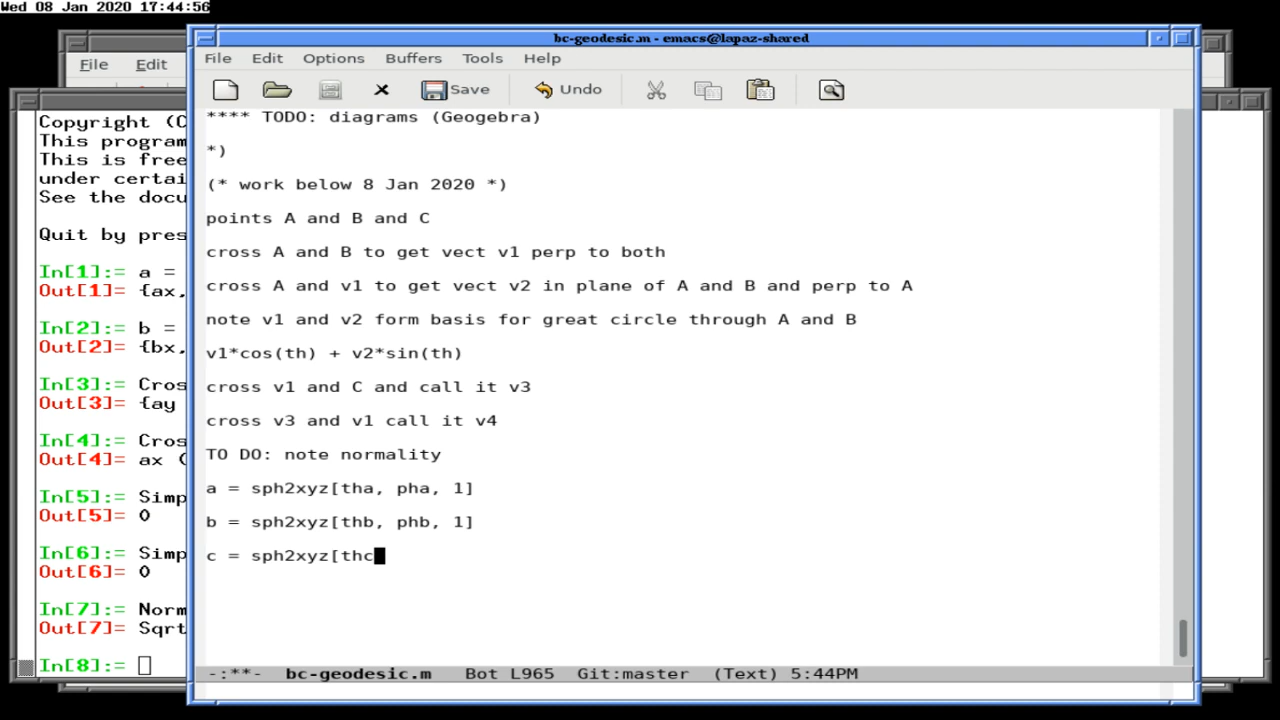 Wed 08 Jan 2020 17:44:56
bc-geodesic.m - emacs@lapaz-shared
File Edit Options Buffers Tools Help
File Edit
Save Undo
**** TODO: diagrams (Geogebra)
*)
(* work below 8 Jan 2020 *)
points A and B and C
cross A and B to get vect v1 perp to both
cross A and v1 to get vect v2 in plane of A and B and perp to A
note v1 and v2 form basis for great circle through A and B
v1*cos(th) + v2*sin(th)
cross v1 and C and call it v3
cross v3 and v1 call it v4
TO DO: note normality
a = sph2xyz[tha, pha, 1]
b = sph2xyz[thb, phb, 1]
c = sph2xyz[thc
-:**- bc-geodesic.m Bot L965 Git:master (Text) 5:44PM
Copyright (C
This program
This is free
under certai
See the docu
Quit by pres
In[1]:= a =
Out[1]= {ax,
In[2]:= b =
Out[2]= {bx,
In[3]:= Cros
Out[3]= {ay
In[4]:= Cros
Out[4]= ax (
In[5]:= Simp
Out[5]= 0
In[6]:= Simp
Out[6]= 0
In[7]:= Norm
Out[7]= Sqrt
In[8]:=